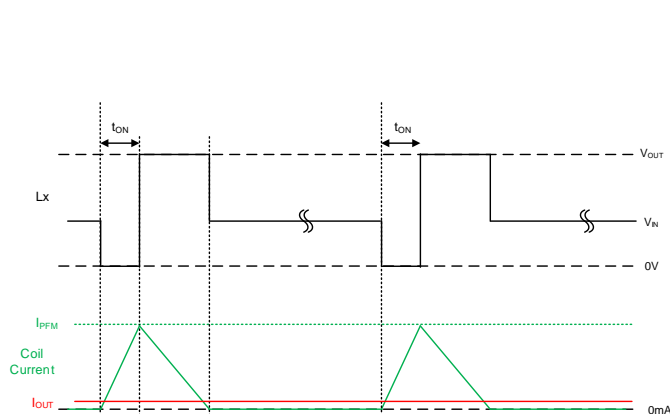 tON
tON
VOUT
Lx
VIN
0V
IPFM
Coil
Current
IOUT
0mA